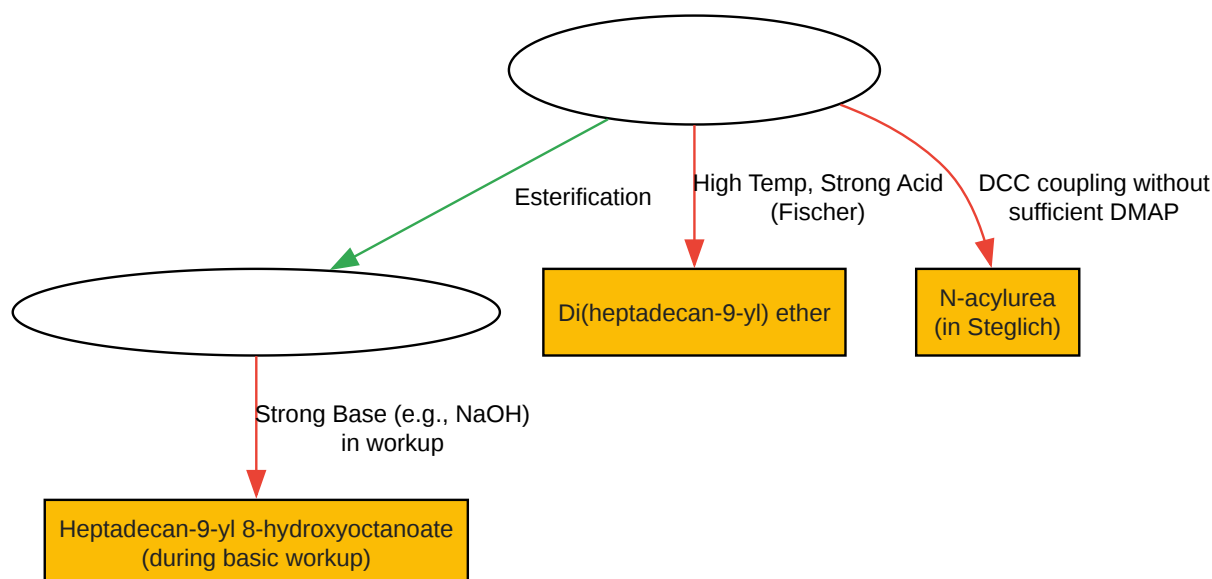 Esterification
High Temp, Strong Acid
(Fischer)
DCC coupling without
sufficient DMAP
Di(heptadecan-9-yl) ether
N-acylurea
(in Steglich)
Strong Base (e.g., NaOH)
in workup
Heptadecan-9-yl 8-hydroxyoctanoate
(during basic workup)